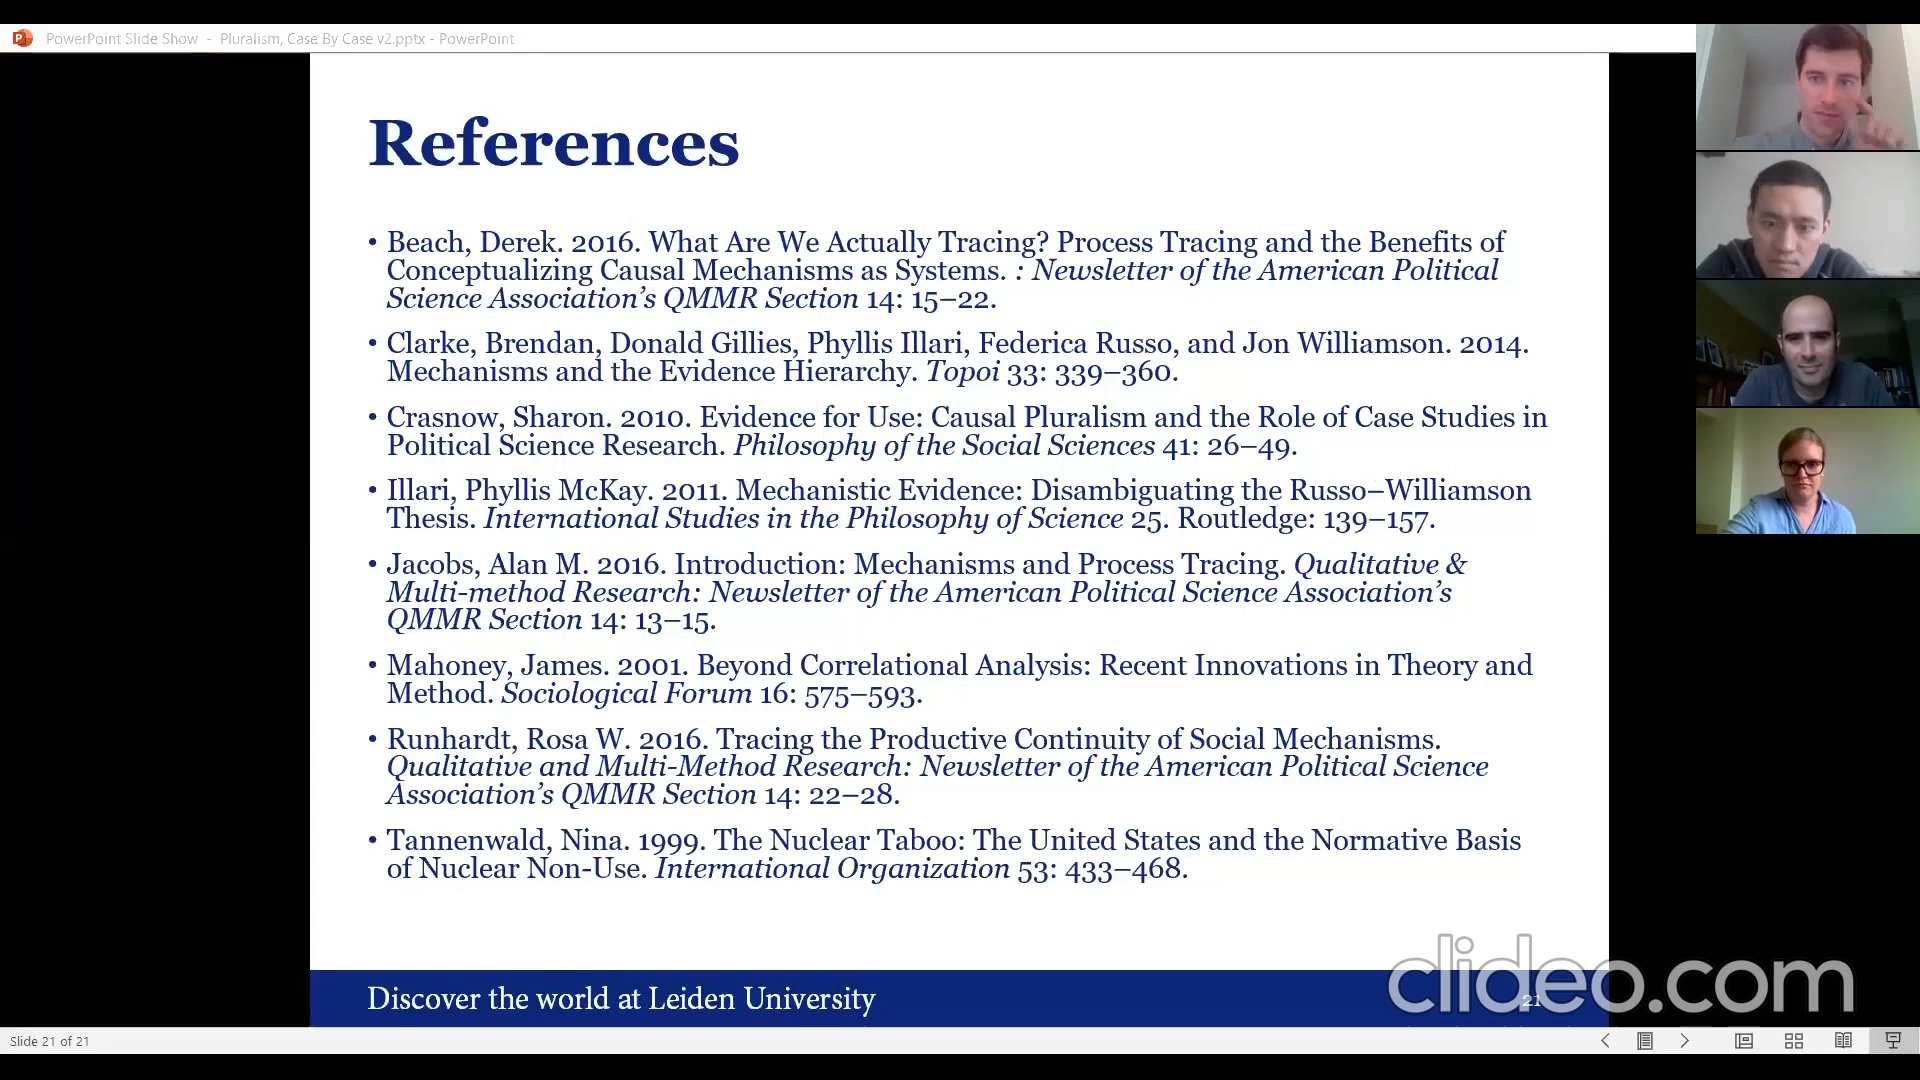 PowerPoint Slide Show - Pluralism, Case By Case v2.pptx - PowerPoint
References
• Beach, Derek. 2016. What Are We Actually Tracing? Process Tracing and the Benefits of
Conceptualizing Causal Mechanisms as Systems. : Newsletter of the American Political
Science Association’s QMMR Section 14: 15–22.
• Clarke, Brendan, Donald Gillies, Phyllis Illari, Federica Russo, and Jon Williamson. 2014.
Mechanisms and the Evidence Hierarchy. Topoi 33: 339–360.
• Crasnow, Sharon. 2010. Evidence for Use: Causal Pluralism and the Role of Case Studies in
Political Science Research. Philosophy of the Social Sciences 41: 26–49.
• Illari, Phyllis McKay. 2011. Mechanistic Evidence: Disambiguating the Russo–Williamson
Thesis. International Studies in the Philosophy of Science 25. Routledge: 139–157.
• Jacobs, Alan M. 2016. Introduction: Mechanisms and Process Tracing. Qualitative &
Multi-method Research: Newsletter of the American Political Science Association’s
QMMR Section 14: 13–15.
• Mahoney, James. 2001. Beyond Correlational Analysis: Recent Innovations in Theory and
Method. Sociological Forum 16: 575–593.
• Runhardt, Rosa W. 2016. Tracing the Productive Continuity of Social Mechanisms.
Qualitative and Multi-Method Research: Newsletter of the American Political Science
Association’s QMMR Section 14: 22–28.
• Tannenwald, Nina. 1999. The Nuclear Taboo: The United States and the Normative Basis
of Nuclear Non-Use. International Organization 53: 433–468.
Discover the world at Leiden University
21
clideo.com
Slide 21 of 21